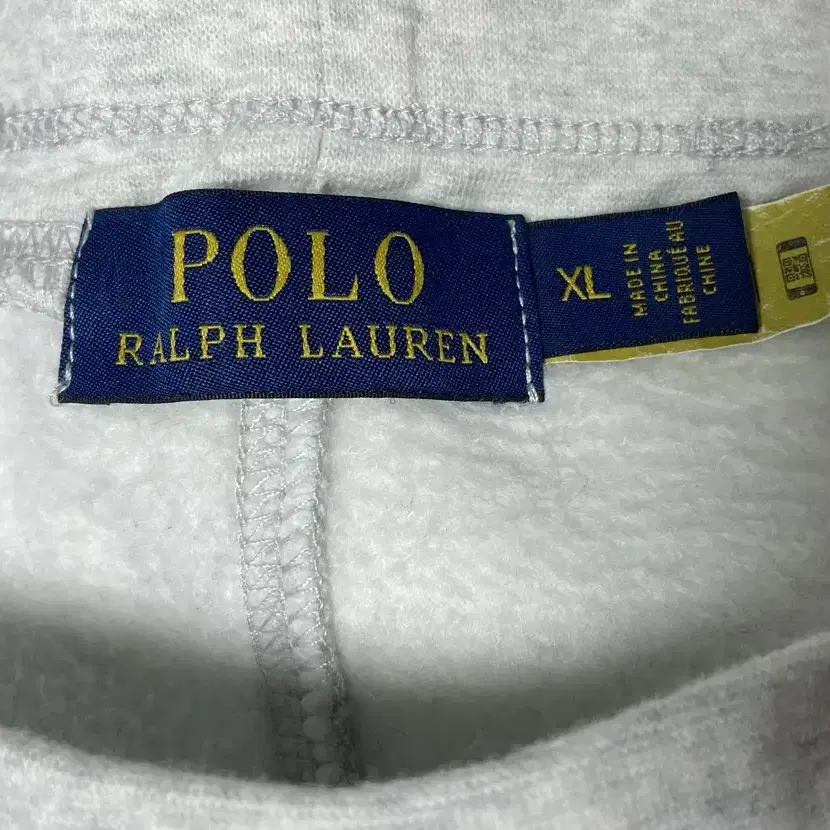 POLO
RALPH LAUREN
XL
MADE IN
CHINA
FABRIQUÉ AU
CHINE